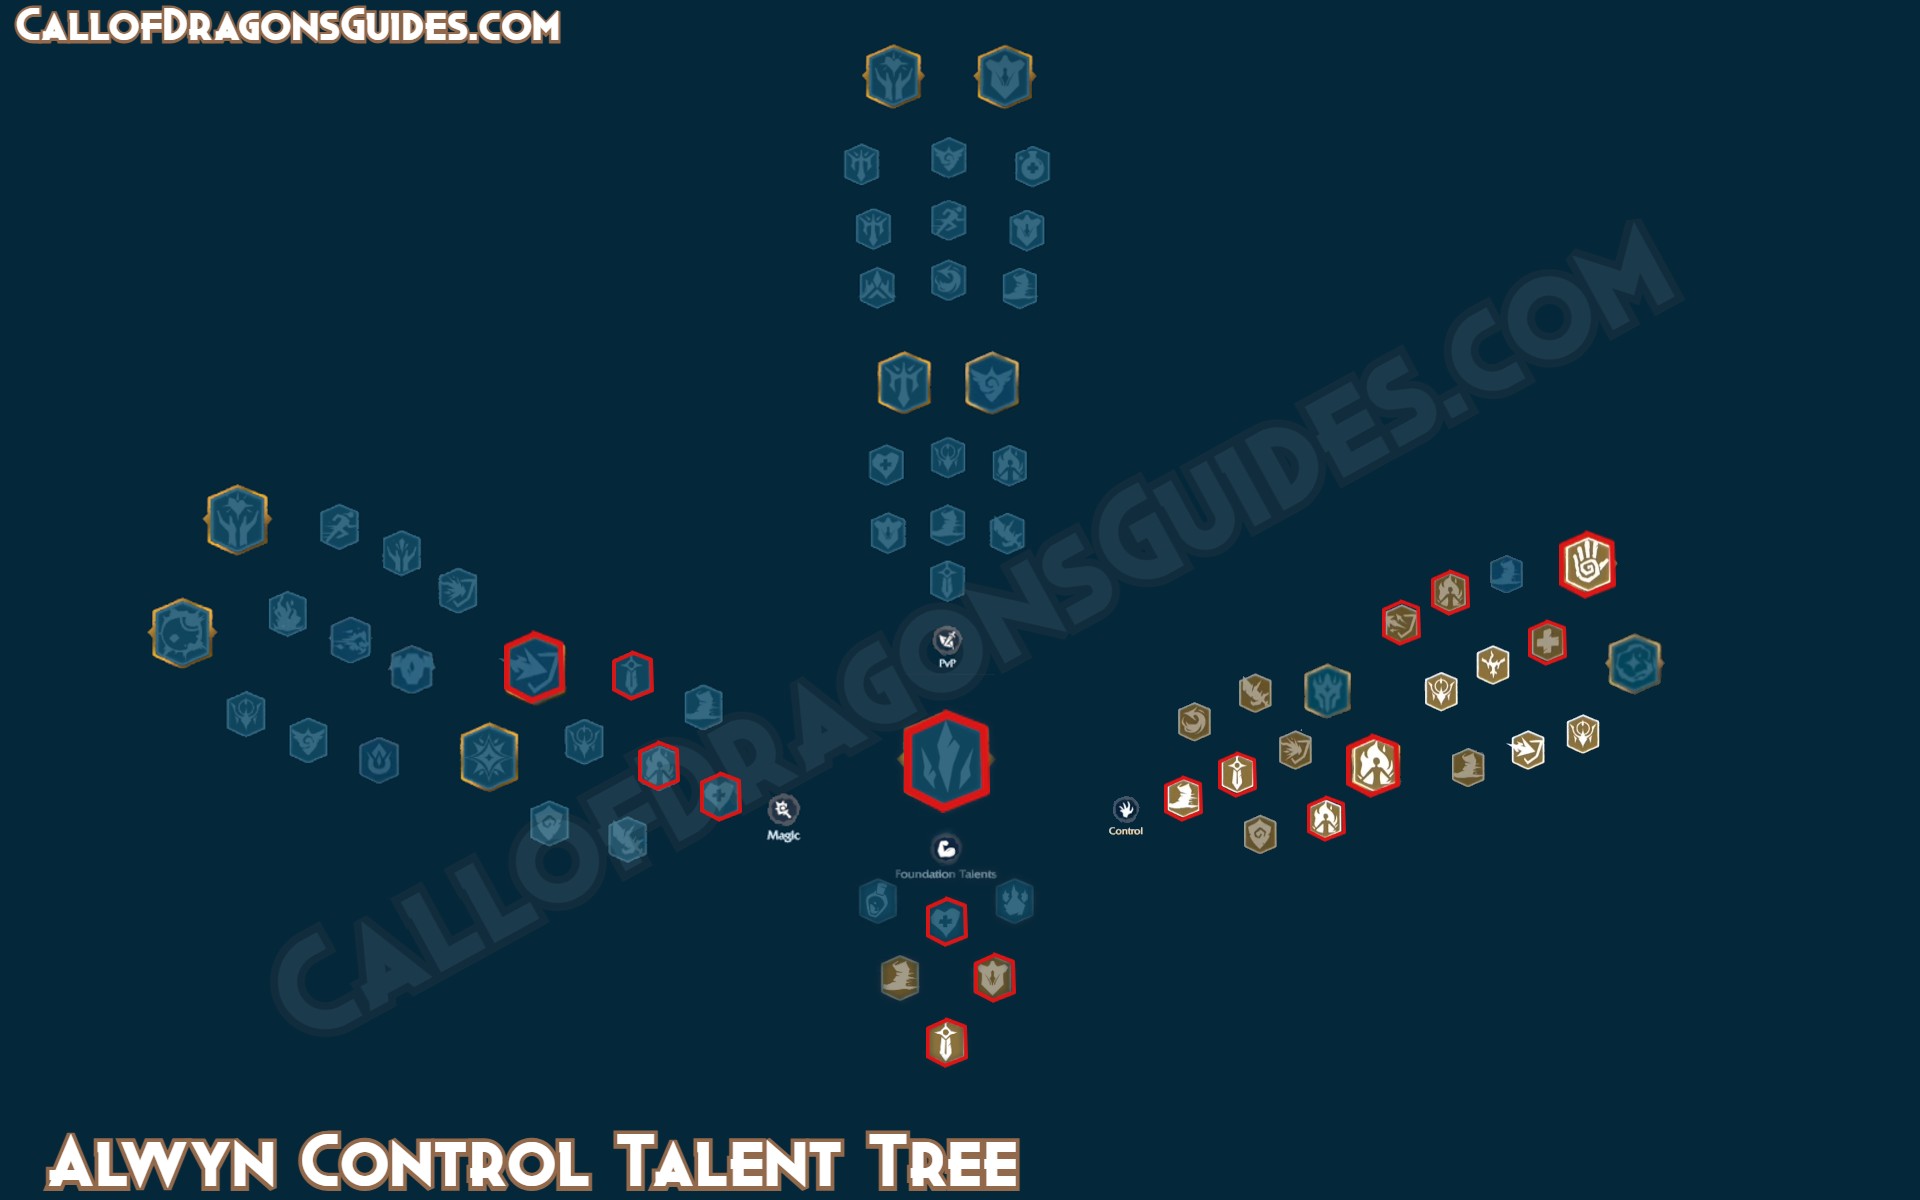 CallofDragonsGuides.com
CallofDragonsGuides.com
PvP
Magic
Control
Foundation Talents
Alwyn Control Talent Tree